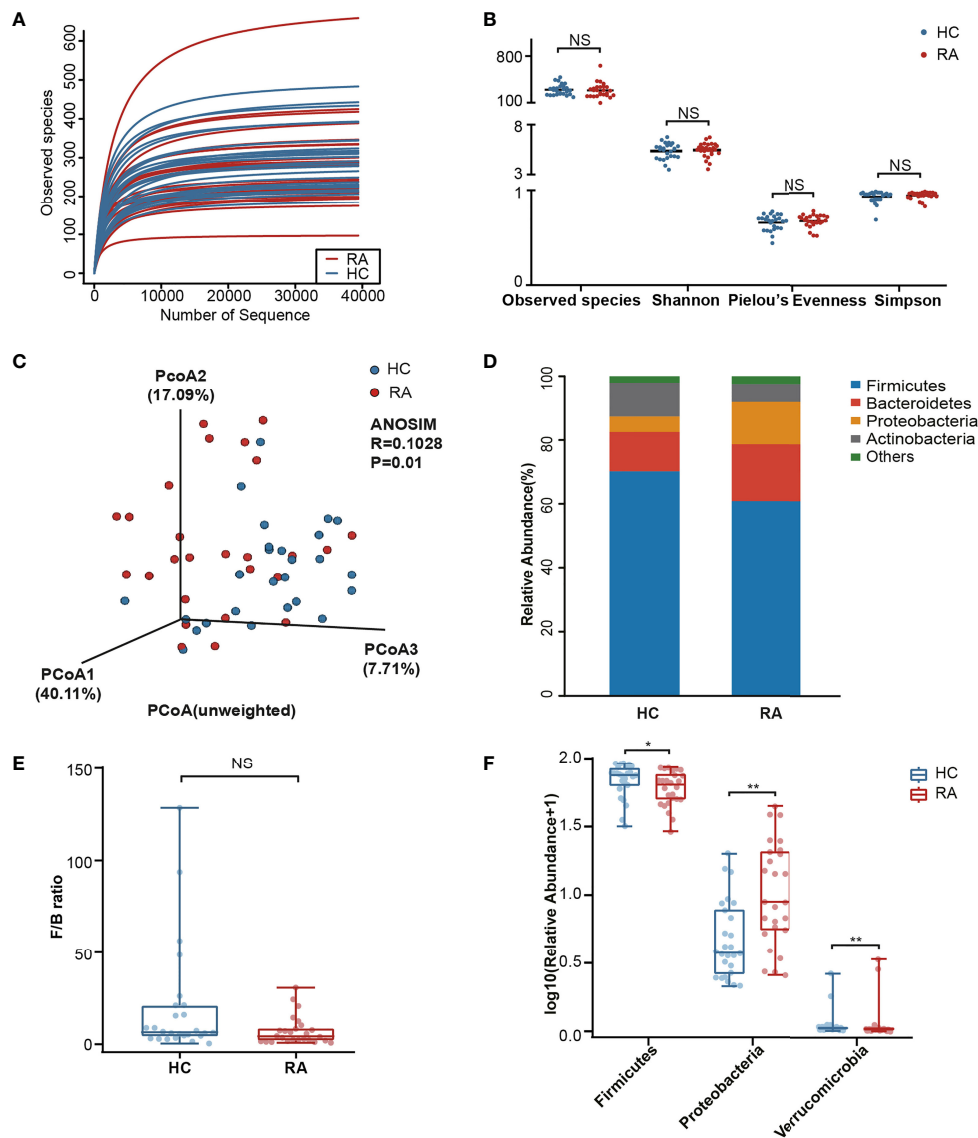 A
Observed species
600
500
400
300
200
100
0
RA
HC
0 10000 20000 30000 40000
Number of Sequence
B
HC
RA
800
100
8
3
1
0
NS
NS
NS
NS
Observed species Shannon Pielou's Evenness Simpson
C
PcoA2
(17.09%)
HC
RA
ANOSIM
R=0.1028
P=0.01
PCoA1
(40.11%)
PCoA3
(7.71%)
PCoA(unweighted)
D
Relative Abundance(%)
100
80
60
40
20
0
HC RA
Firmicutes
Bacteroidetes
Proteobacteria
Actinobacteria
Others
E
F/B ratio
150
100
50
0
NS
HC RA
F
log10(Relative Abundance+1)
2.0
1.5
1.0
0.5
0.0
*
**
**
HC
RA
Firmicutes
Proteobacteria
Verrucomicrobia